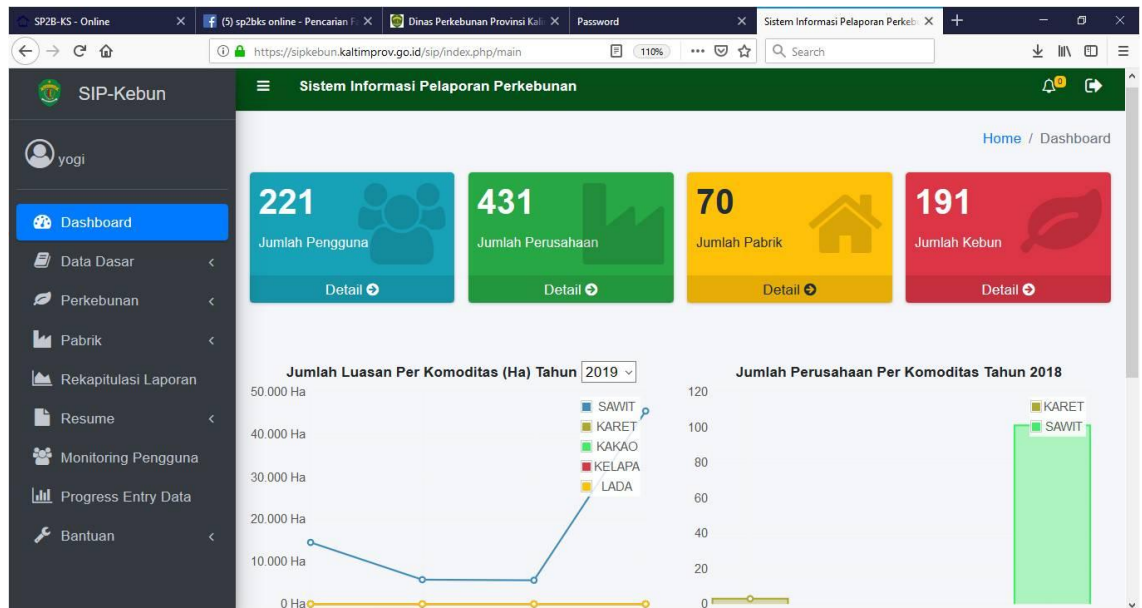 SP2B-KS - Online
(5) sp2bks online - Pencarian F
Dinas Perkebunan Provinsi Kali
Password
Sistem Informasi Pelaporan Perkeb
https://sipkebun.kaltimprov.go.id/sip/index.php/main
110%
Search
SIP-Kebun
Sistem Informasi Pelaporan Perkebunan
0
yogi
Home / Dashboard
Dashboard
Data Dasar
Perkebunan
Pabrik
Rekapitulasi Laporan
Resume
Monitoring Pengguna
Progress Entry Data
Bantuan
221
Jumlah Pengguna
Detail
431
Jumlah Perusahaan
Detail
70
Jumlah Pabrik
Detail
191
Jumlah Kebun
Detail
Jumlah Luasan Per Komoditas (Ha) Tahun 2019
50.000 Ha
40.000 Ha
30.000 Ha
20.000 Ha
10.000 Ha
0 Ha
SAWIT
KARET
KAKAO
KELAPA
LADA
Jumlah Perusahaan Per Komoditas Tahun 2018
120
100
80
60
40
20
0
KARET
SAWIT